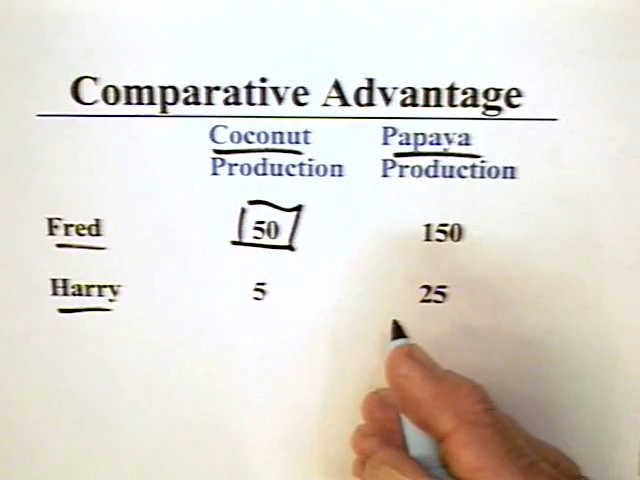 Comparative Advantage
Coconut Papaya
Production Production
Fred 50 150
Harry 5 25